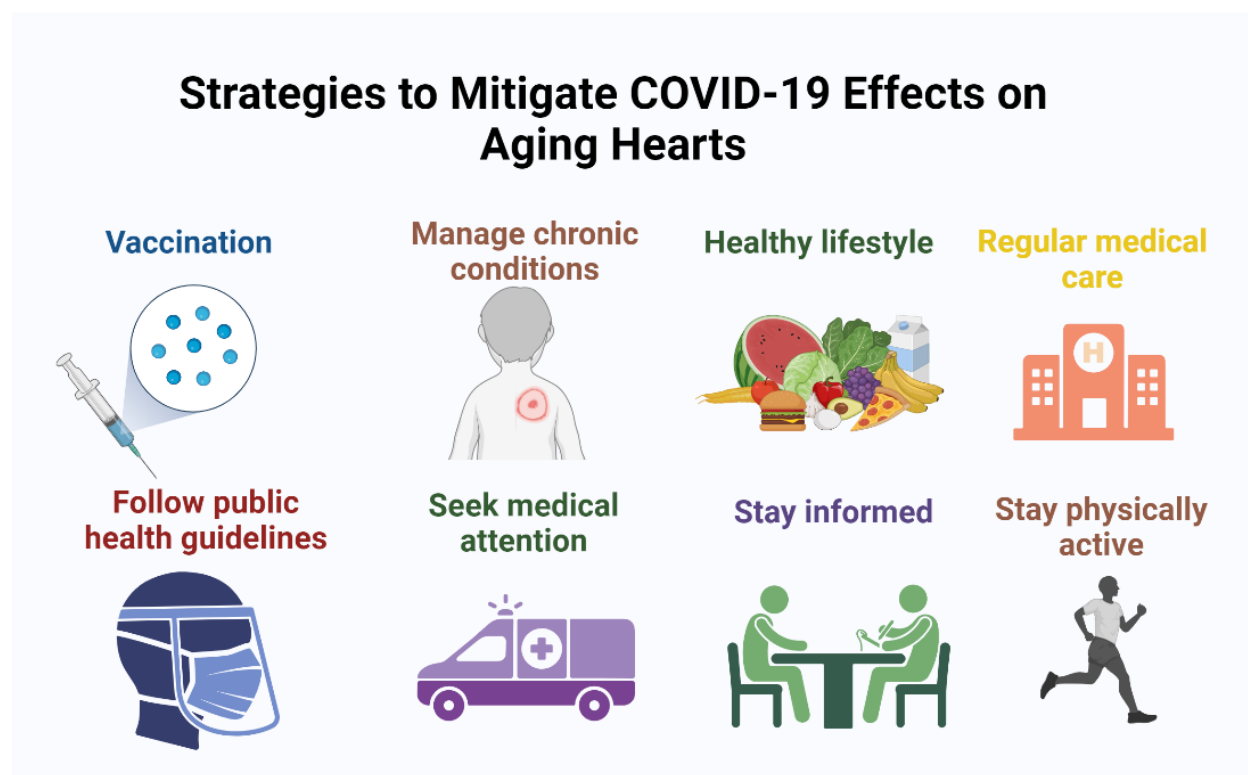 Strategies to Mitigate COVID-19 Effects on
Aging Hearts
Vaccination
Manage chronic
conditions
Healthy lifestyle
Regular medical
care
H
Follow public
health guidelines
Seek medical
attention
Stay informed
Stay physically
active